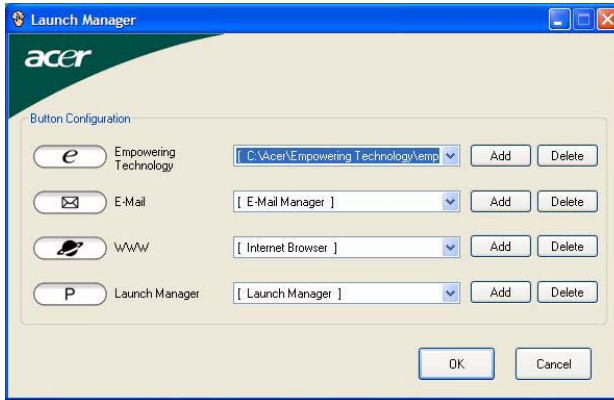 Launch Manager
acer
Button Configuration
e Empowering Technology [ C:\Acer\Empowering Technology\emp Add Delete
E-Mail [ E-Mail Manager ] Add Delete
WWW [ Internet Browser ] Add Delete
P Launch Manager [ Launch Manager ] Add Delete
OK Cancel